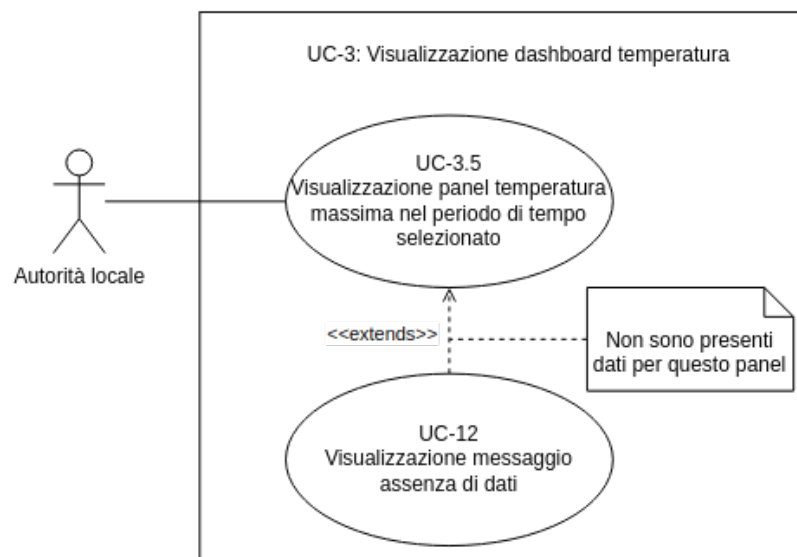 UC-3: Visualizzazione dashboard temperatura
UC-3.5
Visualizzazione panel temperatura
massima nel periodo di tempo
selezionato
Autorità locale
<<extends>>
Non sono presenti
dati per questo panel
UC-12
Visualizzazione messaggio
assenza di dati